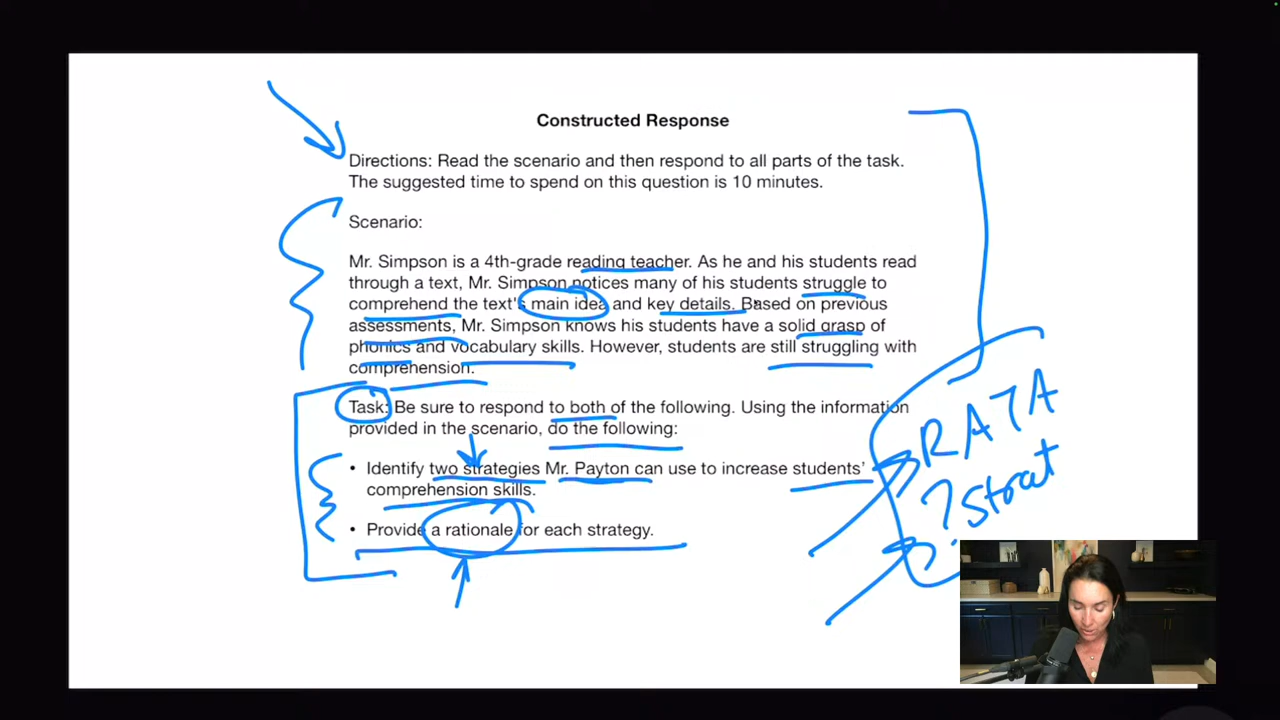 Constructed Response
Directions: Read the scenario and then respond to all parts of the task.
The suggested time to spend on this question is 10 minutes.
Scenario:
Mr. Simpson is a 4th-grade reading teacher. As he and his students read
through a text, Mr. Simpson notices many of his students struggle to
comprehend the text's main idea and key details. Based on previous
assessments, Mr. Simpson knows his students have a solid grasp of
phonics and vocabulary skills. However, students are still struggling with
comprehension.
Task: Be sure to respond to both of the following. Using the information
provided in the scenario, do the following:
• Identify two strategies Mr. Payton can use to increase students'
comprehension skills.
• Provide a rationale for each strategy.
RATA
? Strat